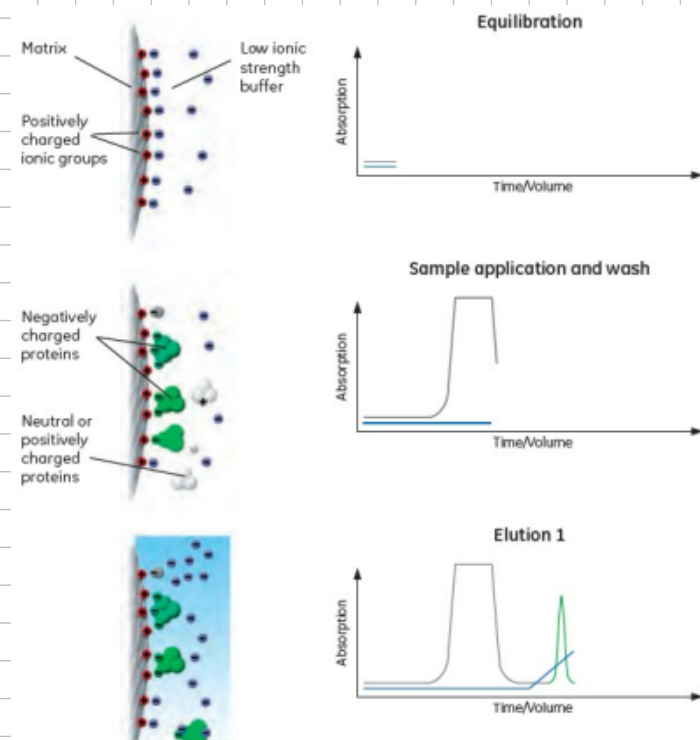 Equilibration
Matrix
Low ionic
strength
buffer
Positively
charged
ionic groups
Absorption
Time/Volume
Sample application and wash
Negatively
charged
proteins
Neutral or
positively
charged
proteins
Absorption
Time/Volume
Elution 1
Absorption
Time/Volume